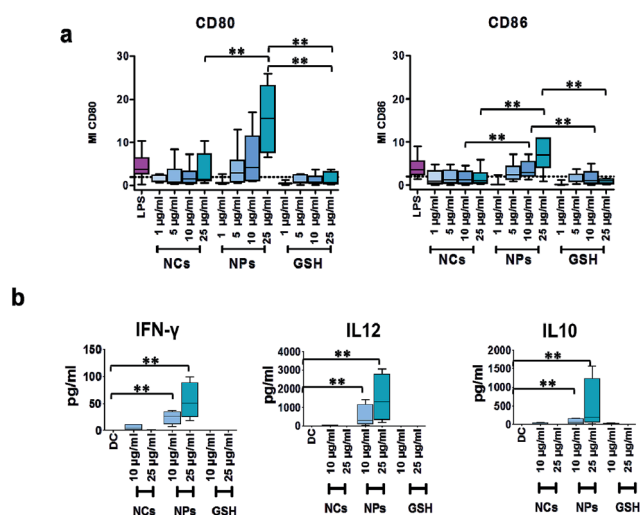 a
CD80
CD86
MI CD80
30
20
10
0
**
**
**
LPS
1 µg/ml
5 µg/ml
10 µg/ml
25 µg/ml
1 µg/ml
5 µg/ml
10 µg/ml
25 µg/ml
1 µg/ml
5 µg/ml
10 µg/ml
25 µg/ml
NCs
NPs
GSH
MI CD86
30
20
10
0
**
**
**
**
LPS
1 µg/ml
5 µg/ml
10 µg/ml
25 µg/ml
1 µg/ml
5 µg/ml
10 µg/ml
25 µg/ml
1 µg/ml
5 µg/ml
10 µg/ml
25 µg/ml
NCs
NPs
GSH
b
IFN-γ
IL12
IL10
pg/ml
150
100
50
0
**
**
DC
10 µg/ml
25 µg/ml
10 µg/ml
25 µg/ml
10 µg/ml
25 µg/ml
NCs
NPs
GSH
pg/ml
4000
3000
2000
1000
0
**
**
DC
10 µg/ml
25 µg/ml
10 µg/ml
25 µg/ml
10 µg/ml
25 µg/ml
NCs
NPs
GSH
pg/ml
2000
1500
1000
500
0
**
**
DC
10 µg/ml
25 µg/ml
10 µg/ml
25 µg/ml
10 µg/ml
25 µg/ml
NCs
NPs
GSH